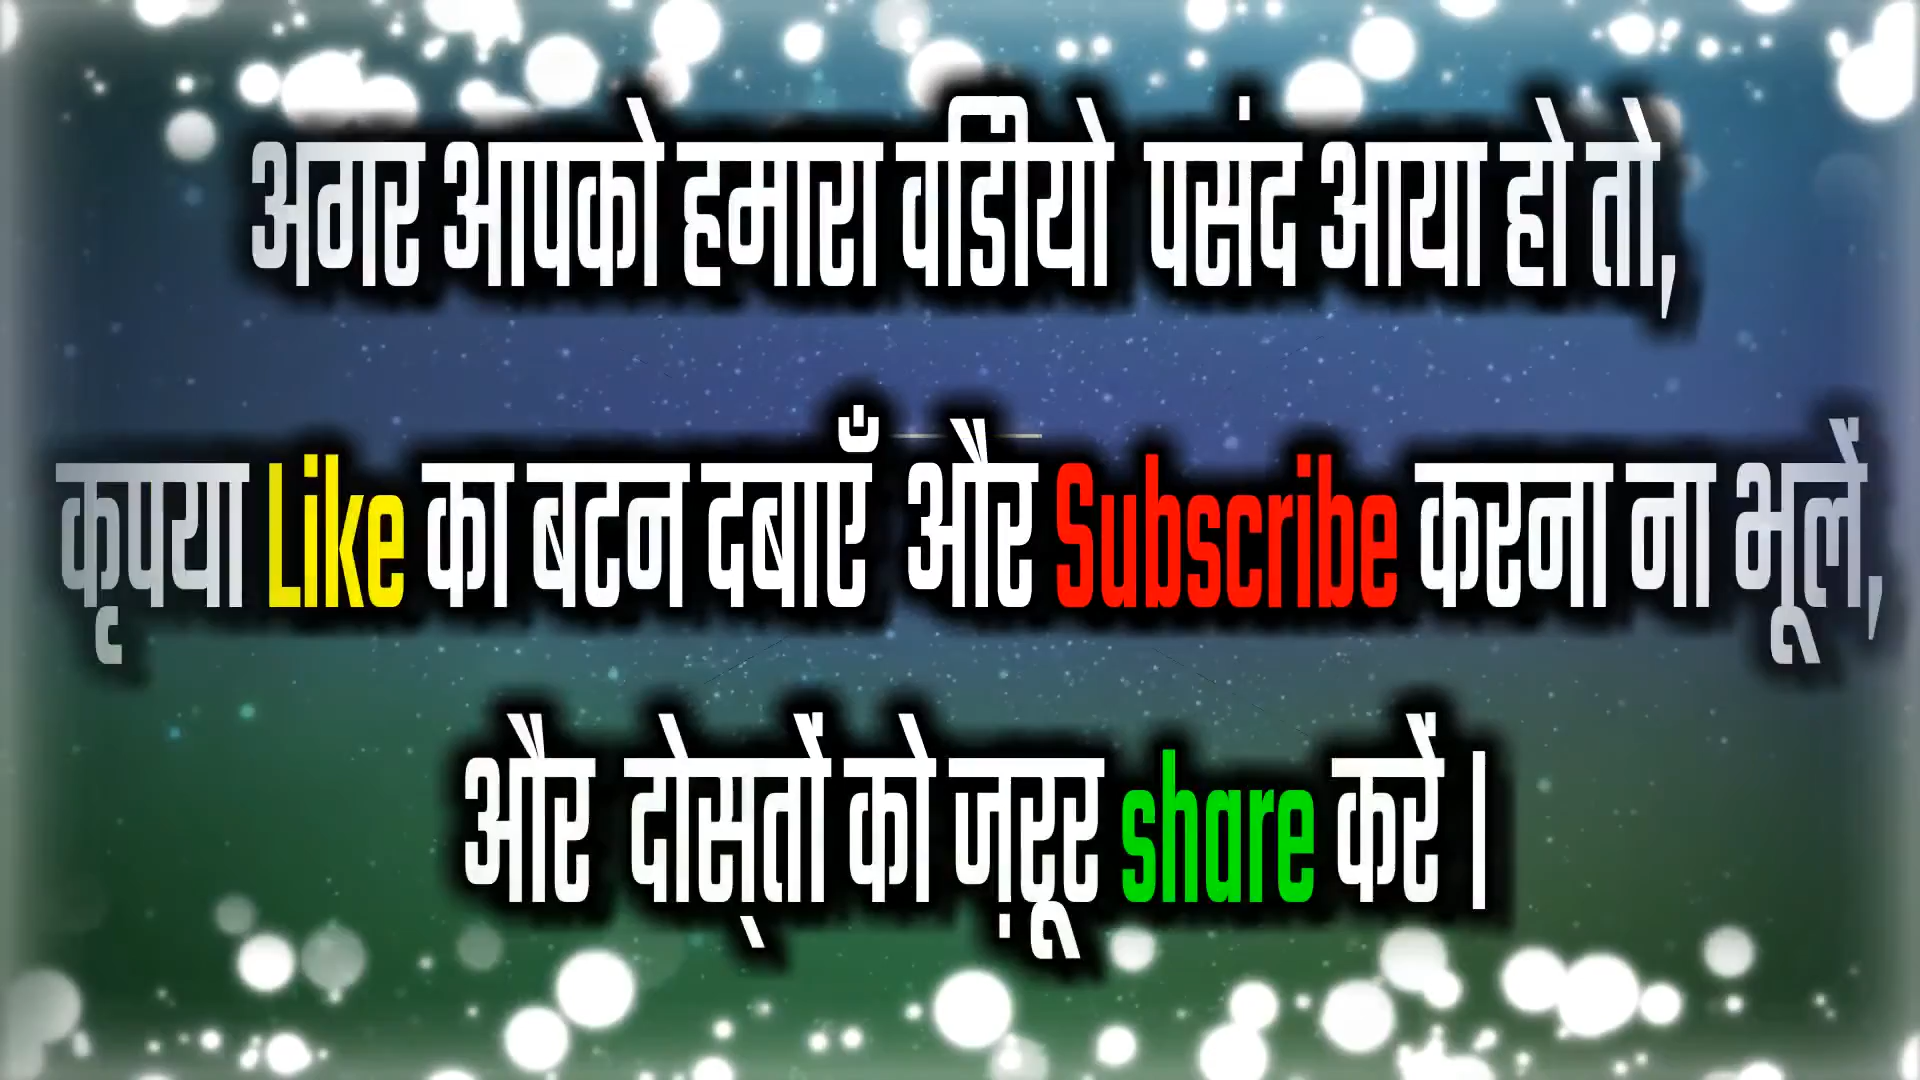 अगर आपको हमारा वडिीयो पसंद आया हो तो,
कृपया Like का बटन दबाएँ और Subscribe करना ना भूलें,
और दोस्तों को ज़रूर share करें |